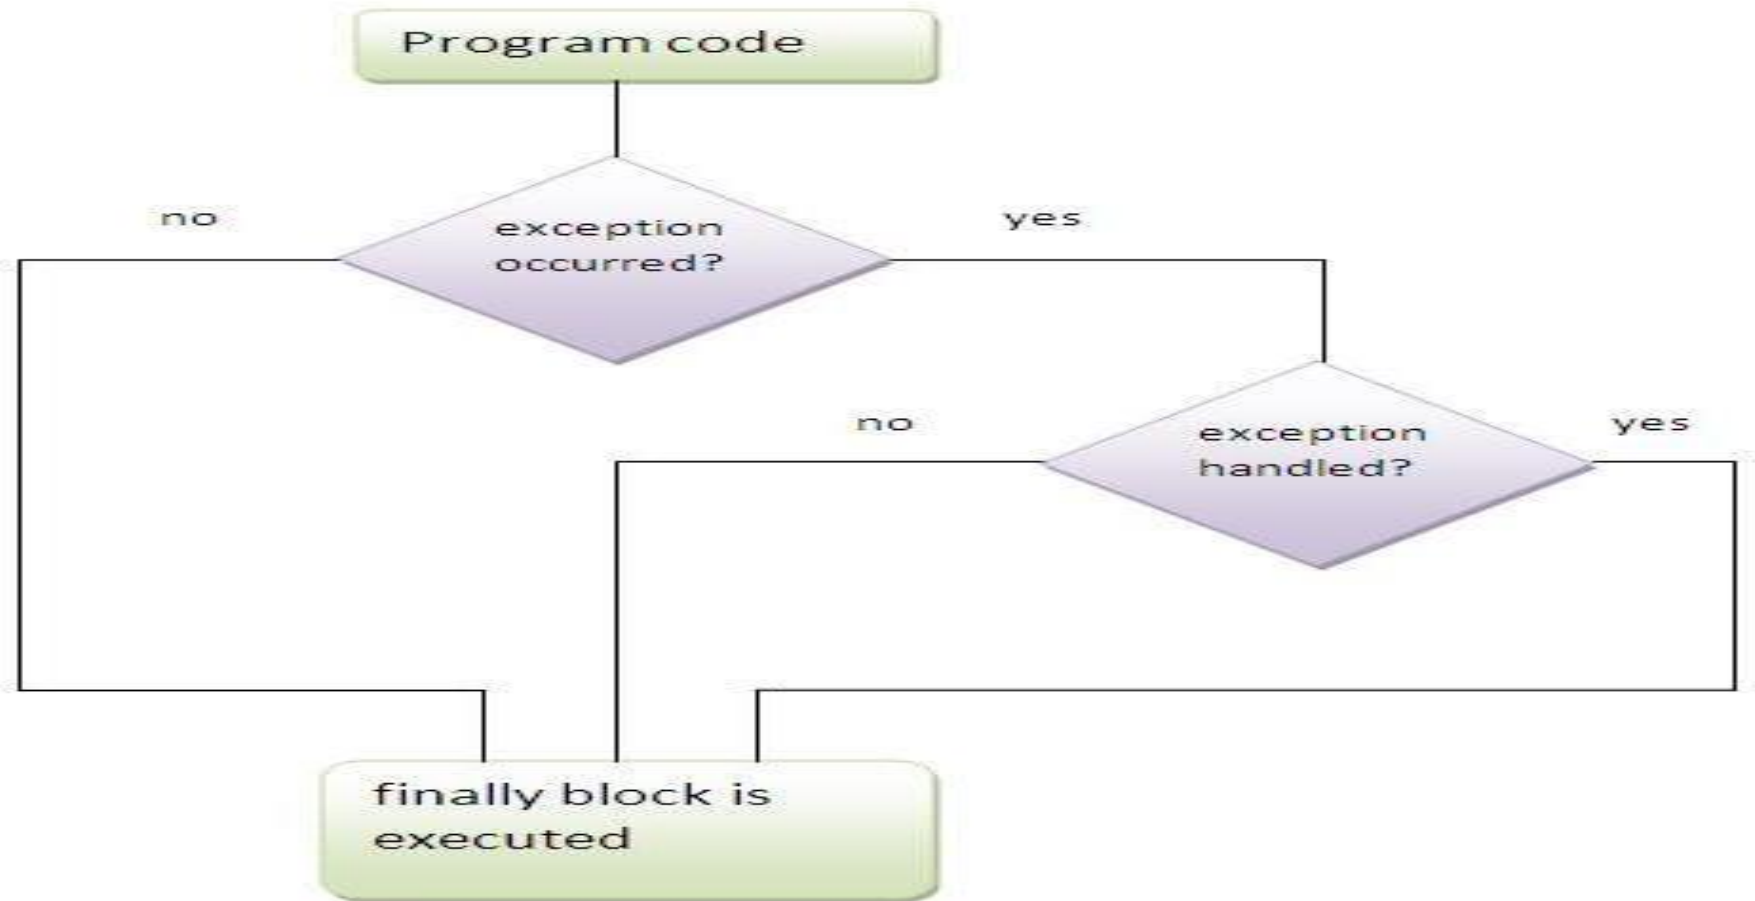 Program code
no
exception
occurred?
yes
no
exception
handled?
yes
finally block is
executed